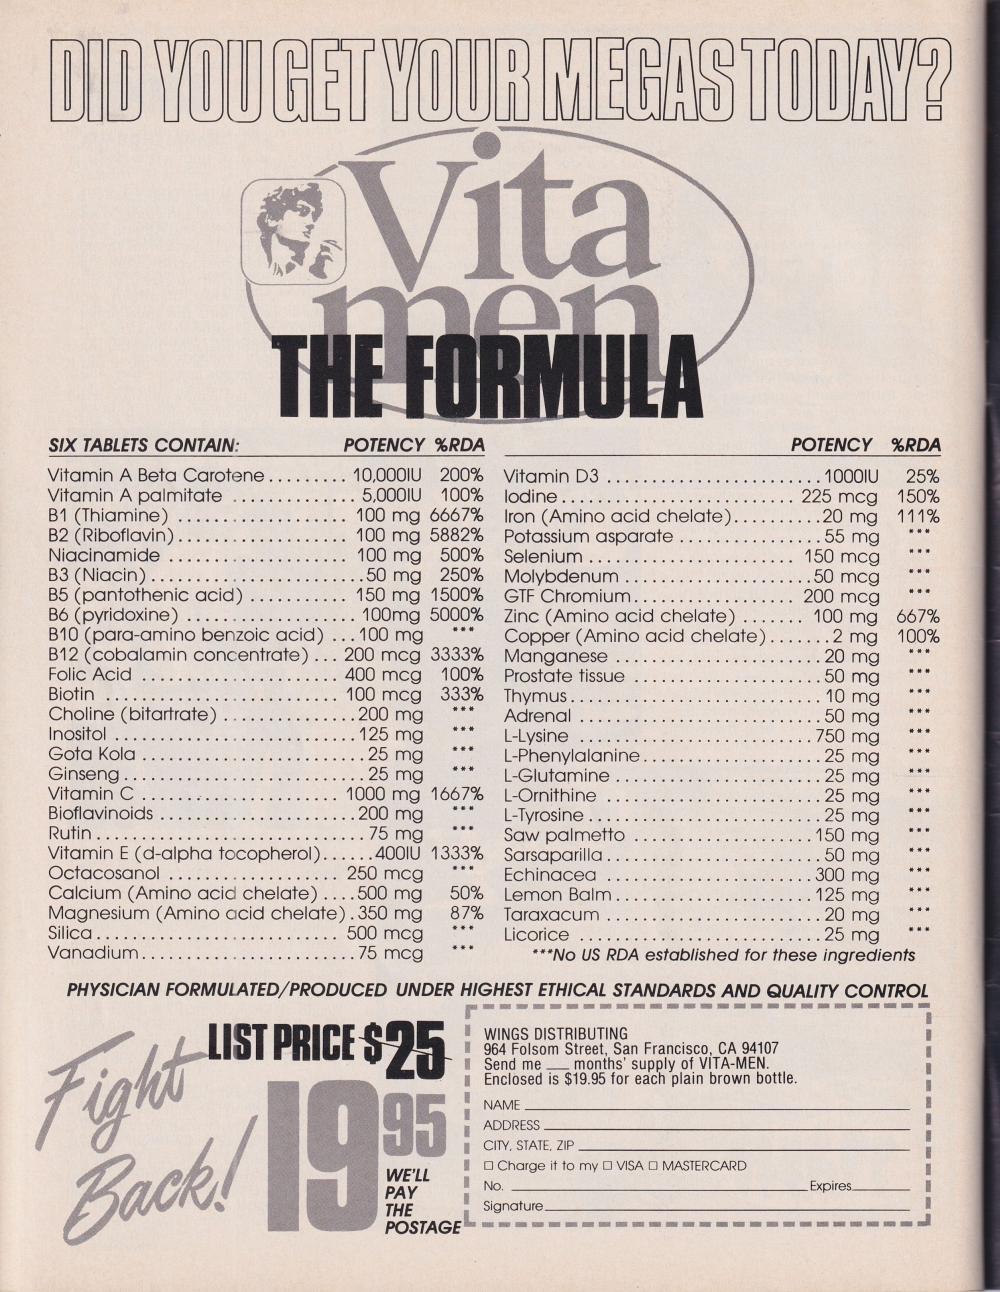 DID YOU GET YOUR MEGAS TODAY?
Vita
men
THE FORMULA
SIX TABLETS CONTAIN: POTENCY %RDA
Vitamin A Beta Carotene ......... 10,000IU 200%
Vitamin A palmitate ............ 5,000IU 100%
B1 (Thiamine) ................. 100 mg 6667%
B2 (Riboflavin) ................. 100 mg 5882%
Niacinamide .................. 100 mg 500%
B3 (Niacin) ..................... 50 mg 250%
B5 (pantothenic acid) .......... 150 mg 1500%
B6 (pyridoxine) ................. 100mg 5000%
B10 (para-amino benzoic acid) ... 100 mg ***
B12 (cobalamin concentrate) ... 200 mcg 3333%
Folic Acid .................... 400 mcg 100%
Biotin ........................ 100 mcg 333%
Choline (bitartrate) ............. 200 mg ***
Inositol ........................ 125 mg ***
Gota Kola ...................... 25 mg ***
Ginseng ........................ 25 mg ***
Vitamin C .................... 1000 mg 1667%
Bioflavinoids ................... 200 mg ***
Rutin ........................... 75 mg ***
Vitamin E (d-alpha tocopherol) ...... 400IU 1333%
Octacosanol ................. 250 mcg ***
Calcium (Amino acid chelate) .... 500 mg 50%
Magnesium (Amino acid chelate) . 350 mg 87%
Silica ......................... 500 mcg ***
Vanadium ...................... 75 mcg ***
POTENCY %RDA
Vitamin D3 ...................... 1000IU 25%
Iodine ........................ 225 mcg 150%
Iron (Amino acid chelate) .......... 20 mg 111%
Potassium asparate .............. 55 mg ***
Selenium ...................... 150 mcg ***
Molybdenum ................... 50 mcg ***
GTF Chromium ................. 200 mcg ***
Zinc (Amino acid chelate) ....... 100 mg 667%
Copper (Amino acid chelate) ....... 2 mg 100%
Manganese ..................... 20 mg ***
Prostate tissue ................... 50 mg ***
Thymus .......................... 10 mg ***
Adrenal ......................... 50 mg ***
L-Lysine ........................ 750 mg ***
L-Phenylalanine .................. 25 mg ***
L-Glutamine ..................... 25 mg ***
L-Ornithine ...................... 25 mg ***
L-Tyrosine ....................... 25 mg ***
Saw palmetto ................... 150 mg ***
Sarsaparilla ...................... 50 mg ***
Echinacea ..................... 300 mg ***
Lemon Balm .................... 125 mg ***
Taraxacum ...................... 20 mg ***
Licorice ......................... 25 mg ***
***No US RDA established for these ingredients
PHYSICIAN FORMULATED/PRODUCED UNDER HIGHEST ETHICAL STANDARDS AND QUALITY CONTROL
Fight
Back!
LIST PRICE $25
19 95
WE'LL
PAY
THE
POSTAGE
WINGS DISTRIBUTING
964 Folsom Street, San Francisco, CA 94107
Send me ___ months' supply of VITA-MEN.
Enclosed is $19.95 for each plain brown bottle.
NAME
ADDRESS
CITY, STATE, ZIP
☐ Charge it to my ☐ VISA ☐ MASTERCARD
No. Expires
Signature